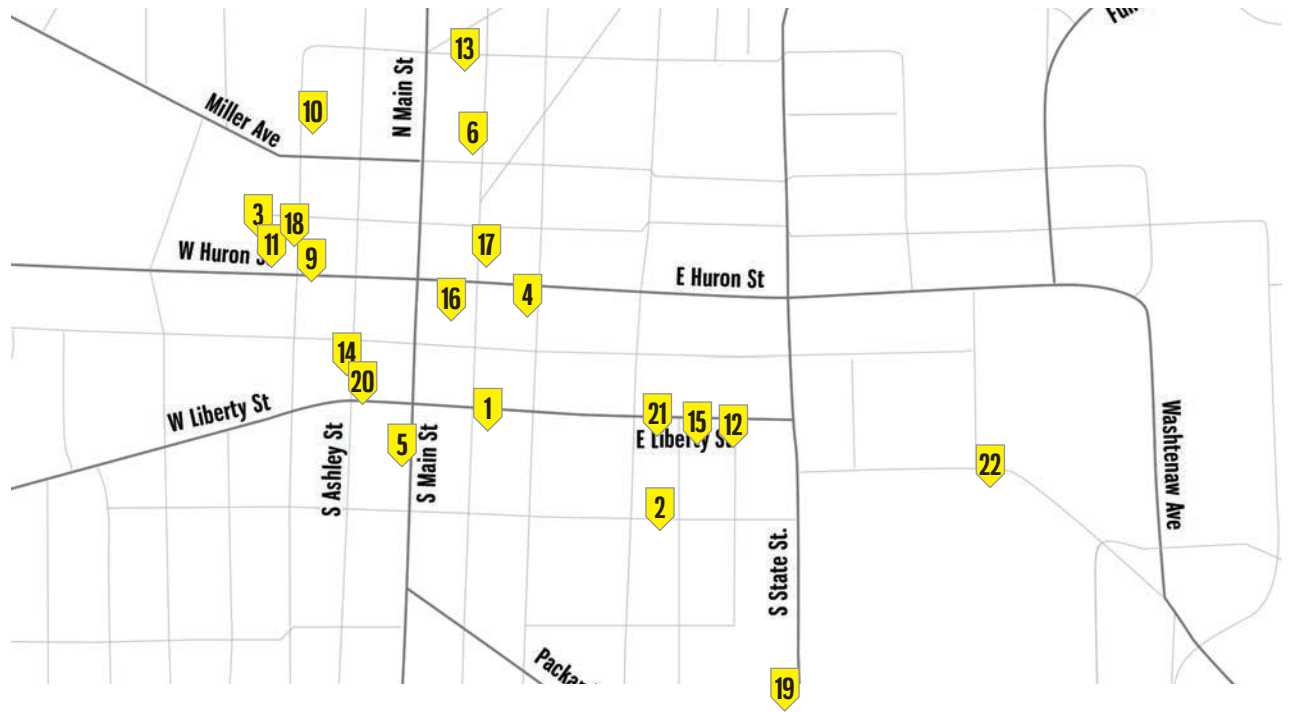 13
N Main St
10
Miller Ave
6
3
18
11
17
W Huron
9
E Huron St
16
4
14
20
W Liberty St
1
21
15
12
E Liberty St
5
S Ashley St
S Main St
22
Washtenaw Ave
2
S State St.
19